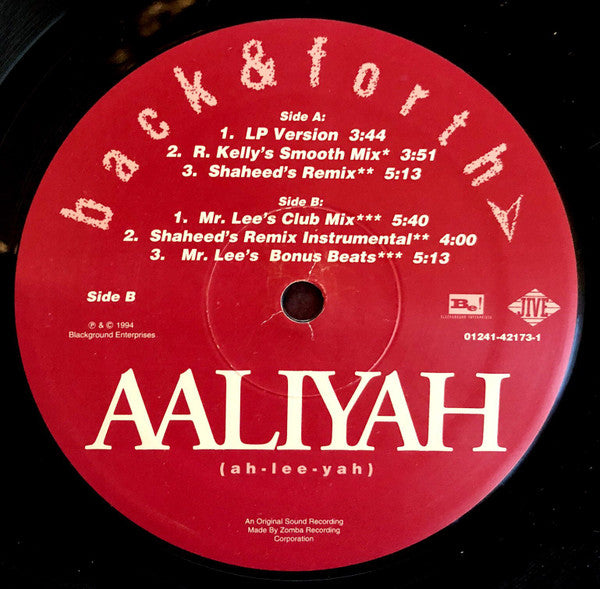 back & forth
Side A:
1. LP Version 3:44
2. R. Kelly's Smooth Mix* 3:51
3. Shaheed's Remix** 5:13
Side B:
1. Mr. Lee's Club Mix*** 5:40
2. Shaheed's Remix Instrumental** 4:00
3. Mr. Lee's Bonus Beats*** 5:13
Side B
Be!
BLACKGROUND ENTERPRISES
JIVE
℗ & © 1994
Blackground Enterprises
01241-42173-1
AALIYAH
(ah-lee-yah)
An Original Sound Recording
Made By Zomba Recording
Corporation